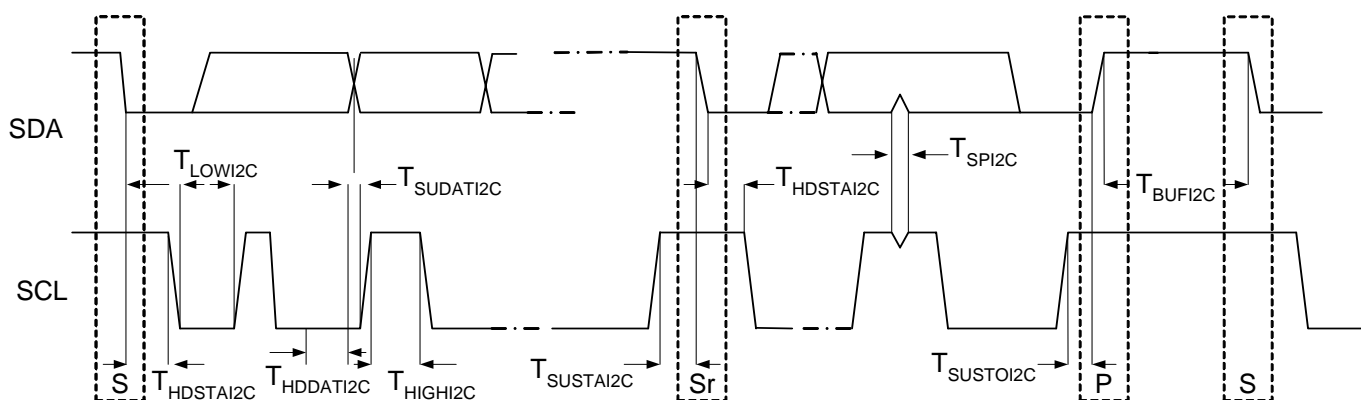 SDA
T_LOWI2C
T_SUDATI2C
T_HDSTAI2C
T_SPI2C
T_BUFI2C
SCL
S
T_HDSTAI2C
T_HDDATI2C
T_HIGHI2C
T_SUSTAI2C
Sr
T_SUSTOI2C
P
S